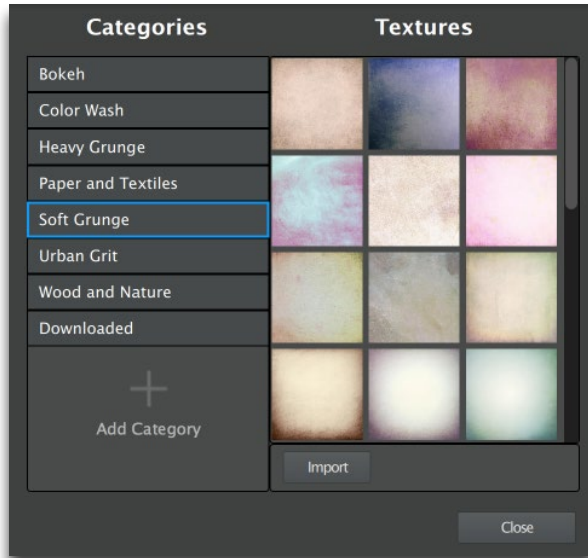 Categories
Textures
Bokeh
Color Wash
Heavy Grunge
Paper and Textiles
Soft Grunge
Urban Grit
Wood and Nature
Downloaded
Add Category
Import
Close